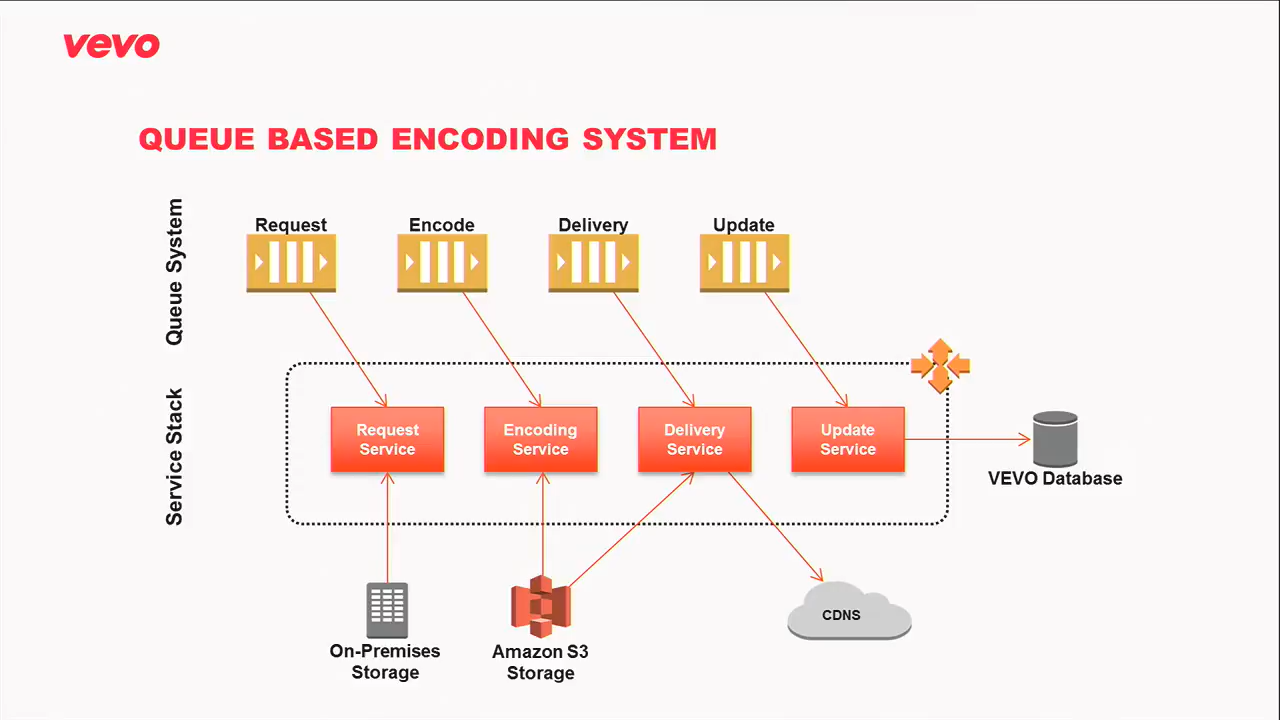 vevo
QUEUE BASED ENCODING SYSTEM
Queue System
Request
Encode
Delivery
Update
Service Stack
Request
Service
Encoding
Service
Delivery
Service
Update
Service
VEVO Database
On-Premises
Storage
Amazon S3
Storage
CDNS